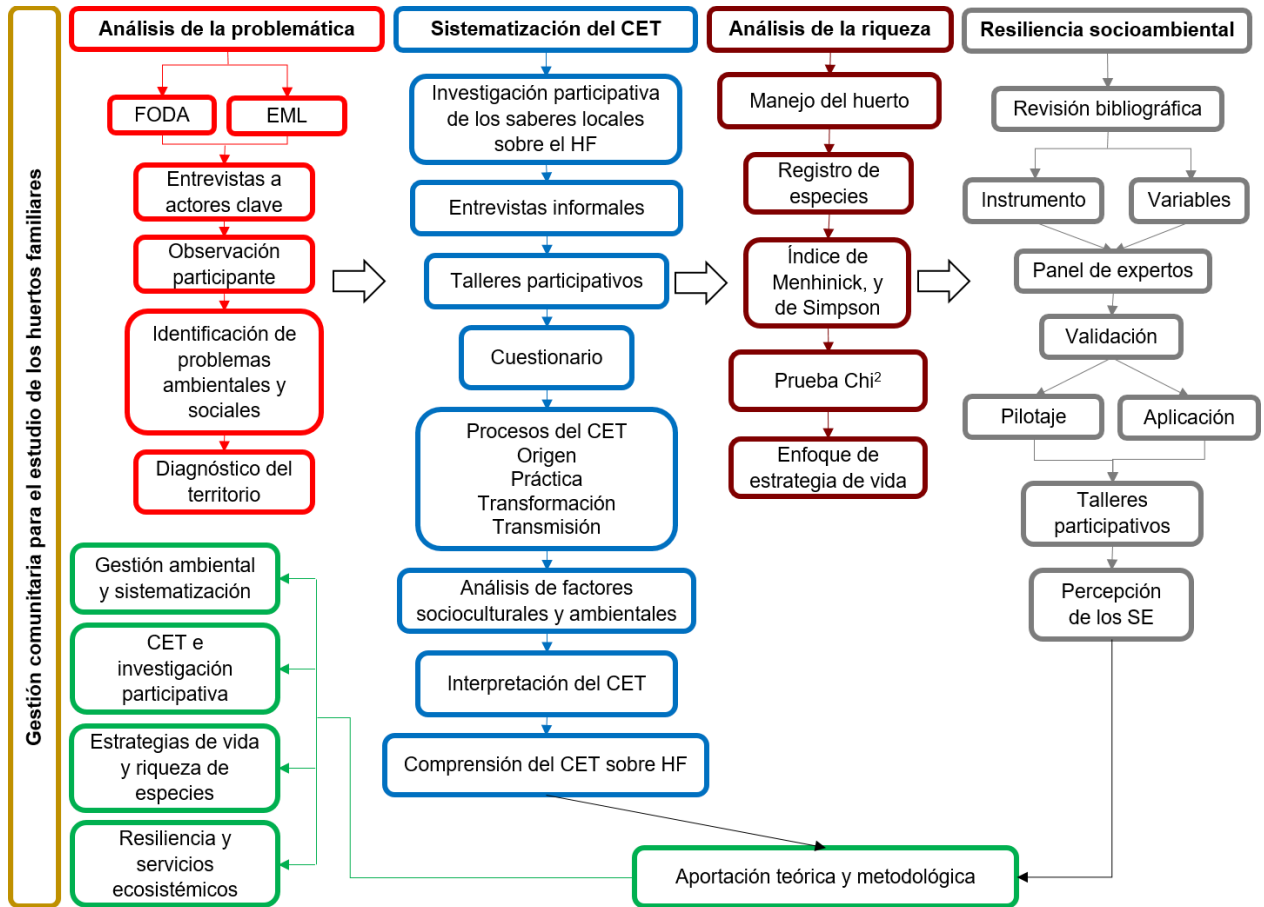 Gestión comunitaria para el estudio de los huertos familiares
Análisis de la problemática
FODA
EML
Entrevistas a
actores clave
Observación
participante
Identificación de
problemas
ambientales y
sociales
Diagnóstico del
territorio
Sistematización del CET
Investigación participativa
de los saberes locales
sobre el HF
Entrevistas informales
Talleres participativos
Cuestionario
Procesos del CET
Origen
Práctica
Transformación
Transmisión
Análisis de factores
socioculturales y ambientales
Interpretación del CET
Comprensión del CET sobre HF
Análisis de la riqueza
Manejo del huerto
Registro de
especies
Índice de
Menhinick, y
de Simpson
Prueba Chi²
Enfoque de
estrategia de vida
Resiliencia socioambiental
Revisión bibliográfica
Instrumento
Variables
Panel de expertos
Validación
Pilotaje
Aplicación
Talleres
participativos
Percepción
de los SE
Aportación teórica y metodológica
Gestión ambiental
y sistematización
CET e
investigación
participativa
Estrategias de vida
y riqueza de
especies
Resiliencia y
servicios
ecosistémicos